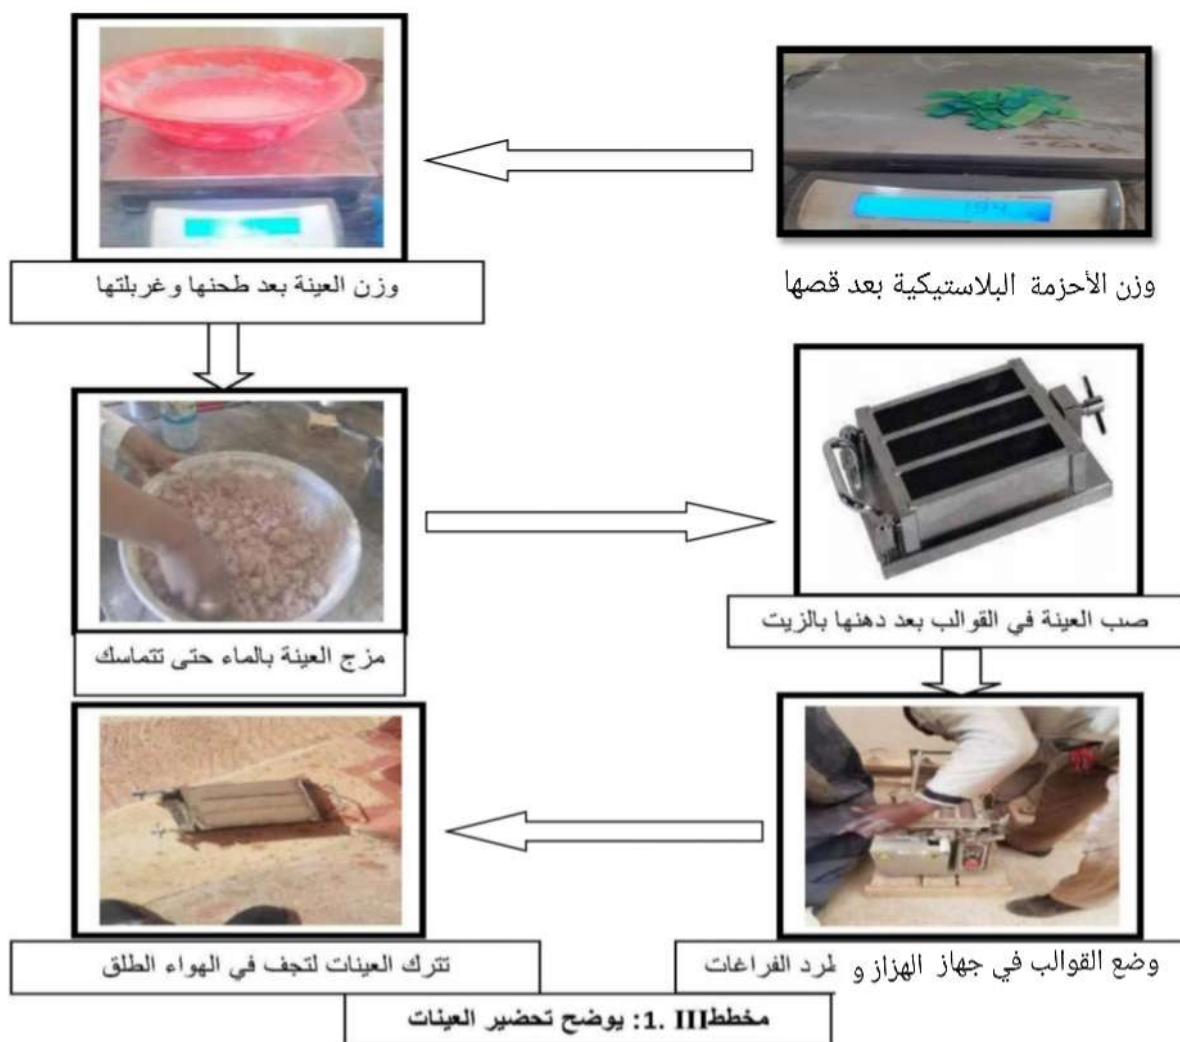 وزن الأحزمة البلاستيكية بعد قصها
وزن العينة بعد طحنها وغربلتها
مزج العينة بالماء حتى تتماسك
صب العينة في القوالب بعد دهنها بالزيت
وضع القوالب في جهاز الهزاز و طرد الفراغات
تترك العينات لتجف في الهواء الطلق
مخططIII .1: يوضح تحضير العينات